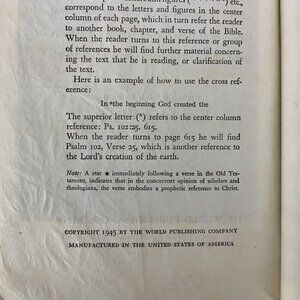 correspond to the letters and figures in the center
column of each page, which in turn refer the reader
to another book, chapter, and verse of the Bible.
When the reader turns to this reference or group
of references he will find further material concern-
ing the text that he is reading, or clarification of
the text.
Here is an example of how to use the cross ref-
erence:
In *the beginning God created the
The superior letter (*) refers to the center column
reference: Ps. 102:25. 615.
When the reader turns to page 615 he will find
Psalm 102, Verse 25, which is another reference to
the Lord's creation of the earth.
Note: A star ★ immediately following a verse in the Old Tes-
tament, indicates that in the concurrent opinion of scholars and
theologians, the verse embodies a prophetic reference to Christ.
COPYRIGHT 1945 BY THE WORLD PUBLISHING COMPANY
MANUFACTURED IN THE UNITED STATES OF AMERICA